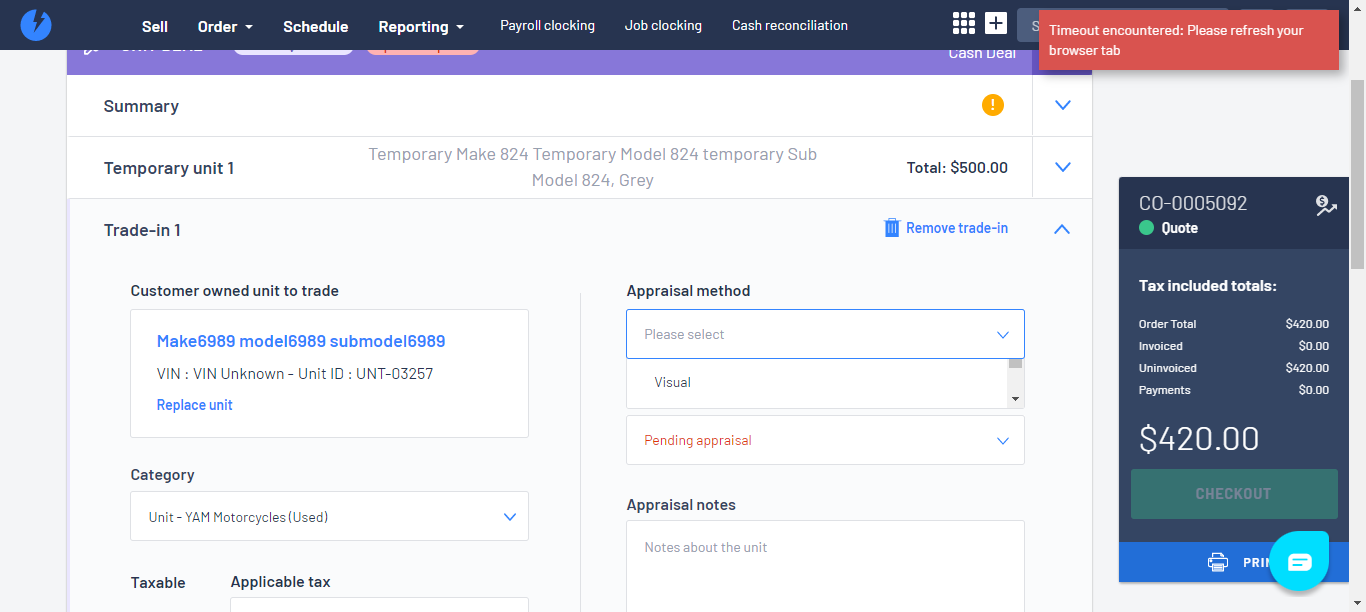 Sell
Order
Schedule
Reporting
Payroll clocking
Job clocking
Cash reconciliation
Timeout encountered: Please refresh your
browser tab
Cash Deal
Summary
Temporary unit 1
Temporary Make 824 Temporary Model 824 temporary Sub
Model 824, Grey
Total: $500.00
Trade-in 1
Remove trade-in
Customer owned unit to trade
Make6989 model6989 submodel6989
VIN : VIN Unknown - Unit ID : UNT-03257
Replace unit
Category
Unit - YAM Motorcycles (Used)
Taxable
Applicable tax
Appraisal method
Please select
Visual
Pending appraisal
Appraisal notes
Notes about the unit
CO-0005092
Quote
Tax included totals:
Order Total $420.00
Invoiced $0.00
Uninvoiced $420.00
Payments $0.00
$420.00
CHECKOUT